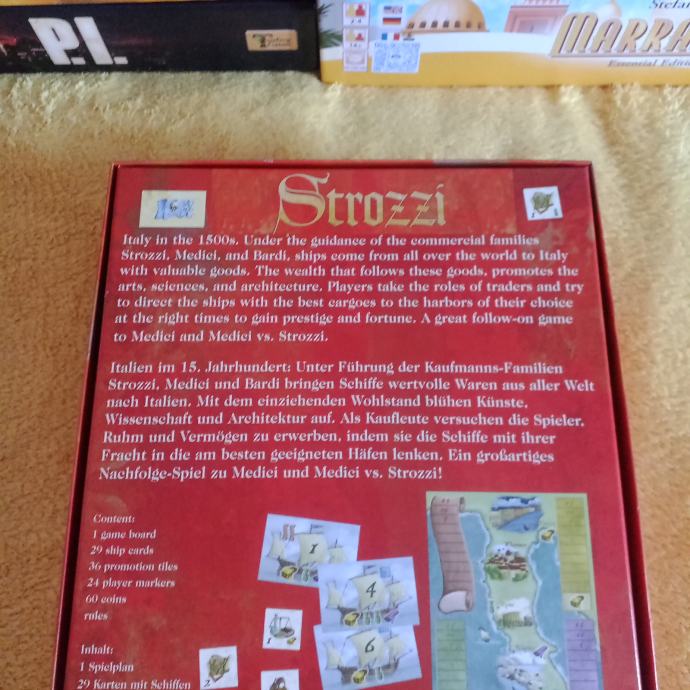 P.I.
Stefan
MARRA
Essential Editi
Strozzi
Italy in the 1500s. Under the guidance of the commercial families
Strozzi, Medici, and Bardi, ships come from all over the world to Italy
with valuable goods. The wealth that follows these goods, promotes the
arts, sciences, and architecture. Players take the roles of traders and try
to direct the ships with the best cargoes to the harbors of their choice
at the right times to gain prestige and fortune. A great follow-on game
to Medici and Medici vs. Strozzi.
Italien im 15. Jahrhundert: Unter Führung der Kaufmanns-Familien
Strozzi, Medici und Bardi bringen Schiffe wertvolle Waren aus aller Welt
nach Italien. Mit dem einziehenden Wohlstand blühen Künste,
Wissenschaft und Architektur auf. Als Kaufleute versuchen die Spieler,
Ruhm und Vermögen zu erwerben, indem sie die Schiffe mit ihrer
Fracht in die am besten geeigneten Häfen lenken. Ein großartiges
Nachfolge-Spiel zu Medici und Medici vs. Strozzi!
Content:
1 game board
29 ship cards
36 promotion tiles
24 player markers
60 coins
rules
Inhalt:
1 Spielplan
29 Karten mit Schiffen
1
4
6
1
2